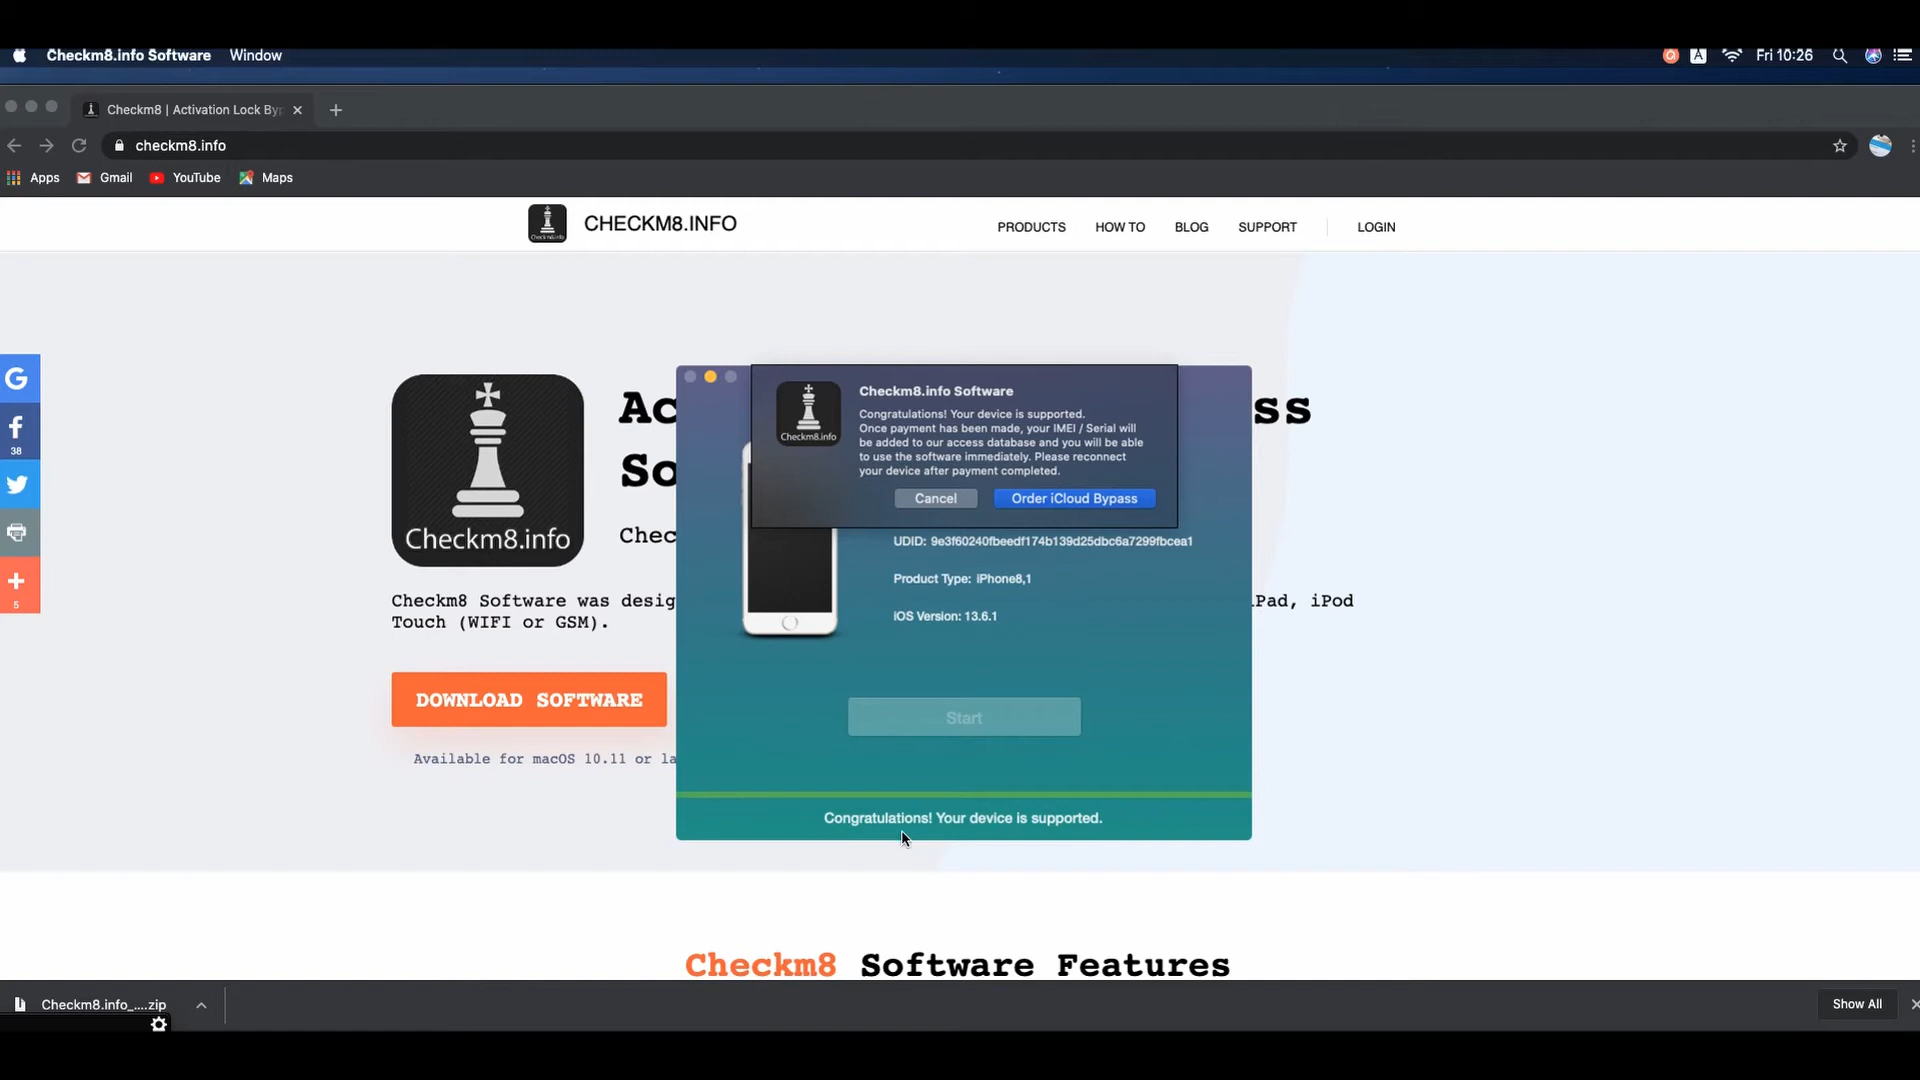 Checkm8.info Software Window
A Fri 10:26
Checkm8 | Activation Lock Byp
checkm8.info
Apps Gmail YouTube Maps
CHECKM8.INFO PRODUCTS HOW TO BLOG SUPPORT LOGIN
G
38
5
Checkm8.info
Ac
ss
So
Chec
Checkm8 Software was desig
Pad, iPod
Touch (WIFI or GSM).
DOWNLOAD SOFTWARE
Available for macOS 10.11 or la
Checkm8.info
Checkm8.info Software
Congratulations! Your device is supported.
Once payment has been made, your IMEI / Serial will
be added to our access database and you will be able
to use the software immediately. Please reconnect
your device after payment completed.
Cancel Order iCloud Bypass
UDID: 9e3f60240fbeedf174b139d25dbc6a7299fbcea1
Product Type: iPhone8,1
iOS Version: 13.6.1
Start
Congratulations! Your device is supported.
Checkm8 Software Features
Checkm8.info_....zip Show All